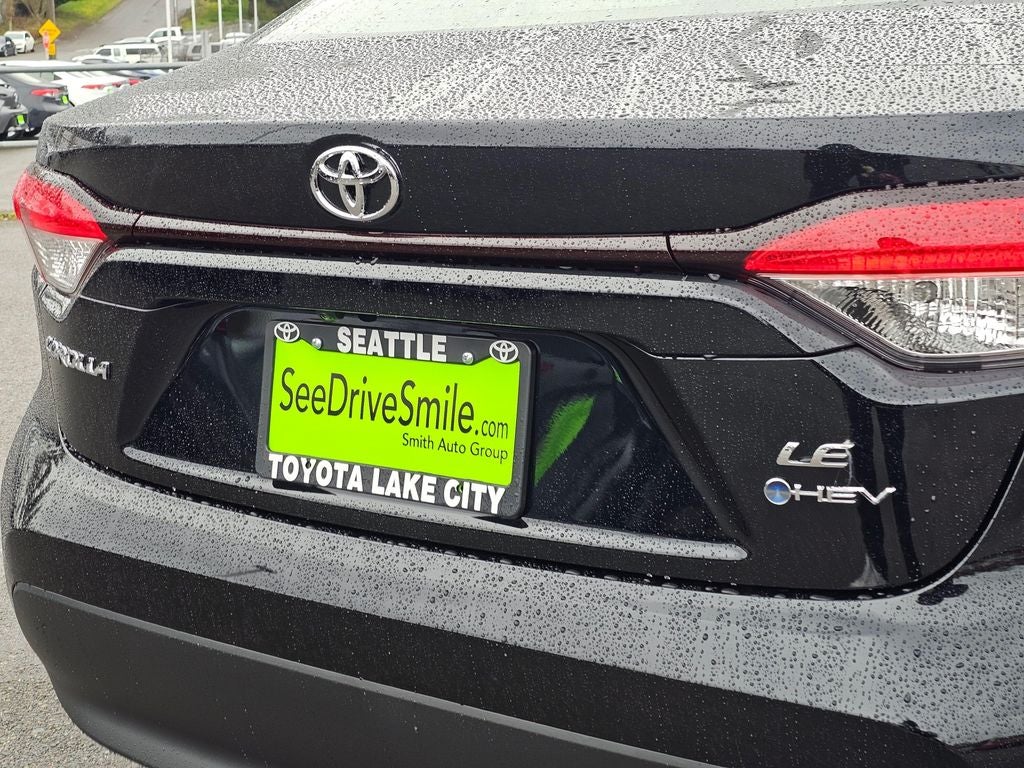 SEATTLE
SeeDriveSmile.com
Smith Auto Group
TOYOTA LAKE CITY
COROLLA
LE
HEV